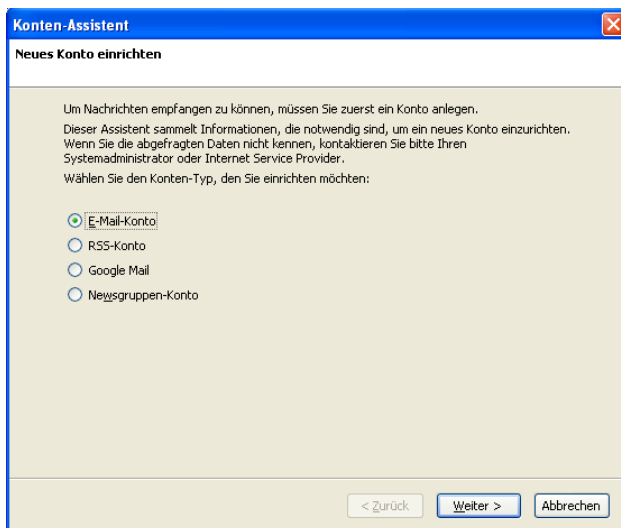 Konten-Assistent
Neues Konto einrichten
Um Nachrichten empfangen zu können, müssen Sie zuerst ein Konto anlegen.
Dieser Assistent sammelt Informationen, die notwendig sind, um ein neues Konto einzurichten.
Wenn Sie die abgefragten Daten nicht kennen, kontaktieren Sie bitte Ihren
Systemadministrator oder Internet Service Provider.
Wählen Sie den Konten-Typ, den Sie einrichten möchten:
E-Mail-Konto
RSS-Konto
Google Mail
Newsgruppen-Konto
< Zurück Weiter > Abbrechen